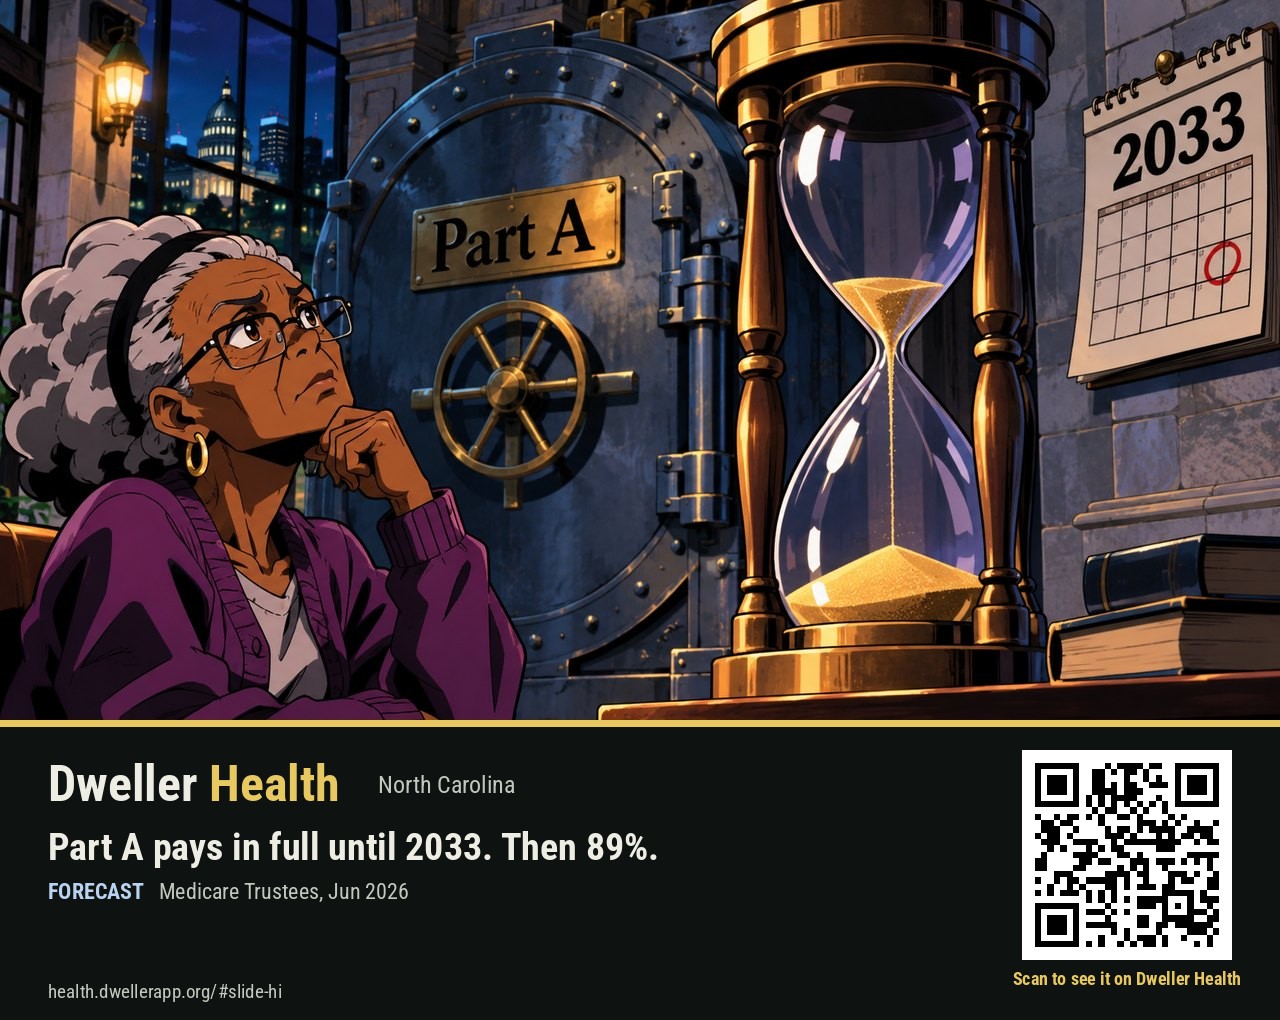 Part A
2033
Dweller Health
North Carolina
Part A pays in full until 2033. Then 89%.
FORECAST Medicare Trustees, Jun 2026
health.dwellerapp.org/#slide-hi
Scan to see it on Dweller Health